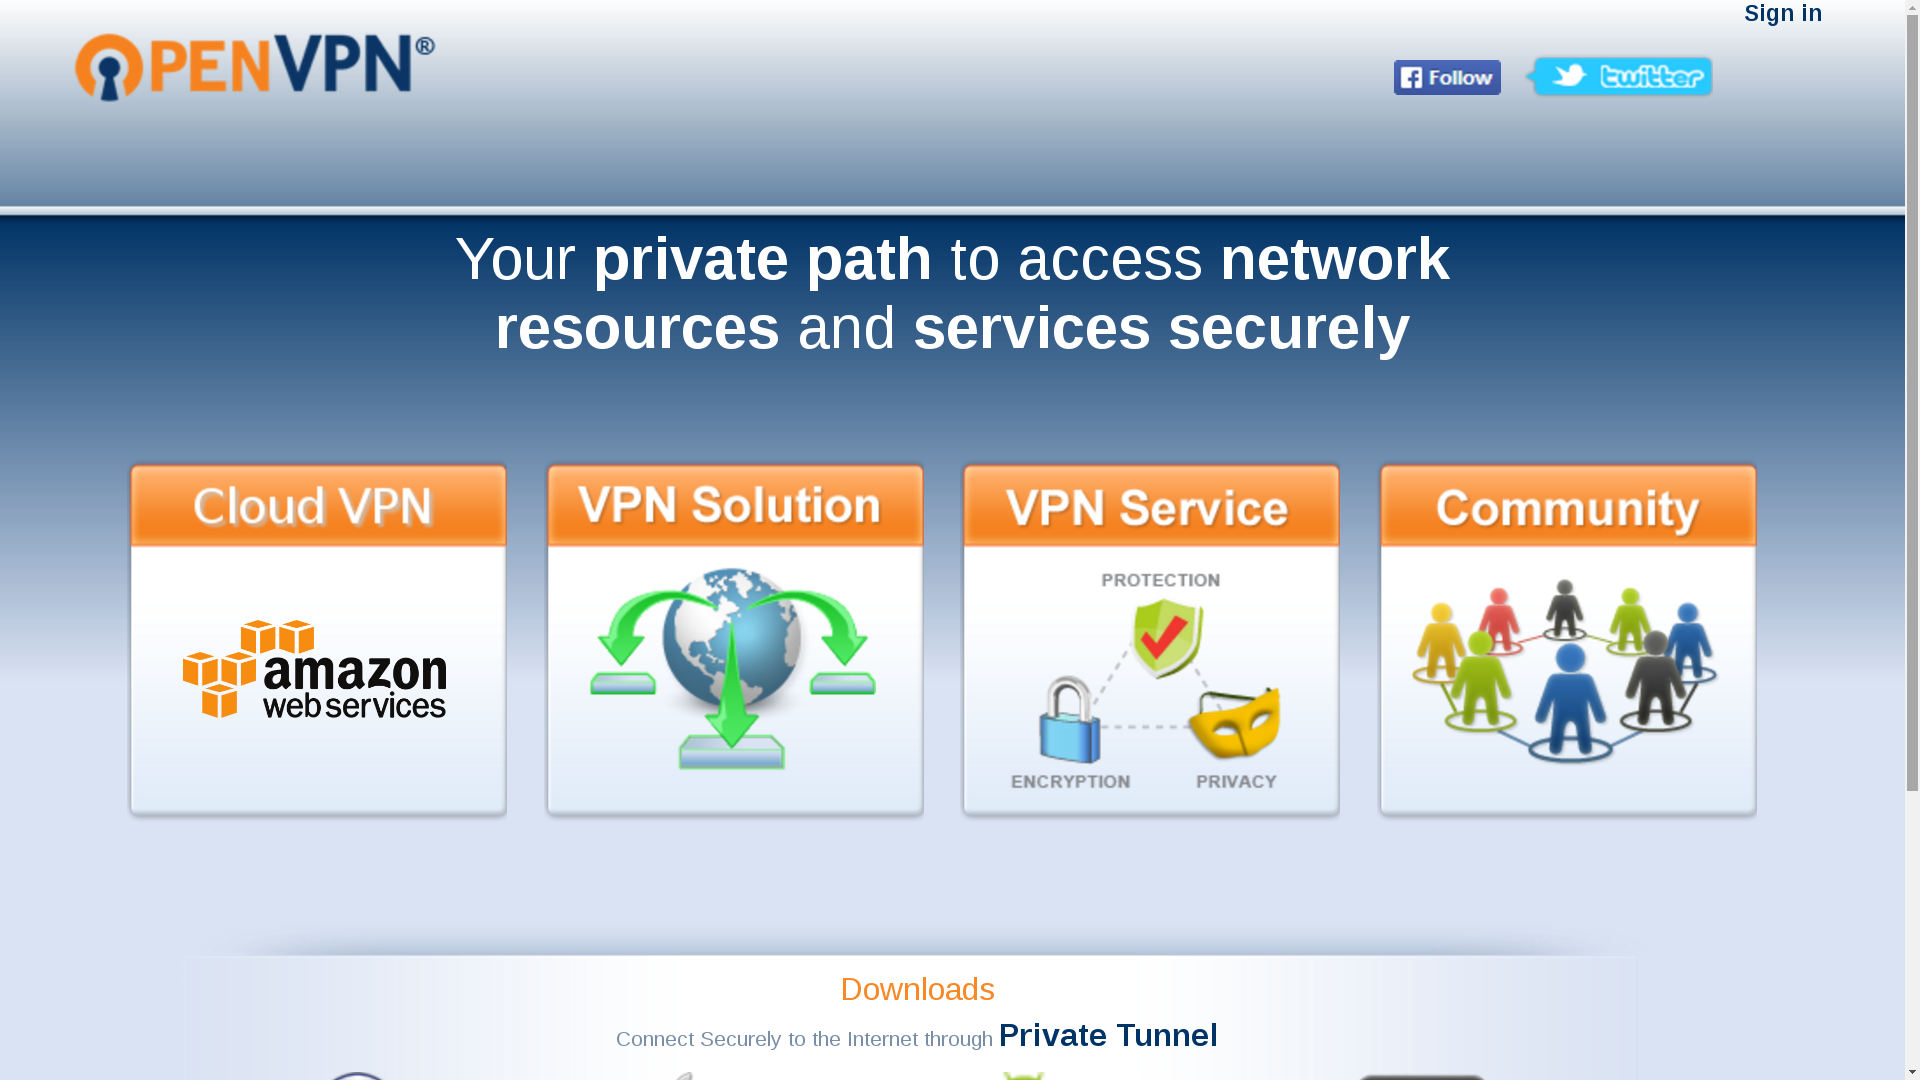 Sign in
OPENVPN®
Follow
twitter
Your private path to access network
resources and services securely
Cloud VPN
VPN Solution
VPN Service
Community
amazon
web services
PROTECTION
ENCRYPTION
PRIVACY
Downloads
Connect Securely to the Internet through Private Tunnel